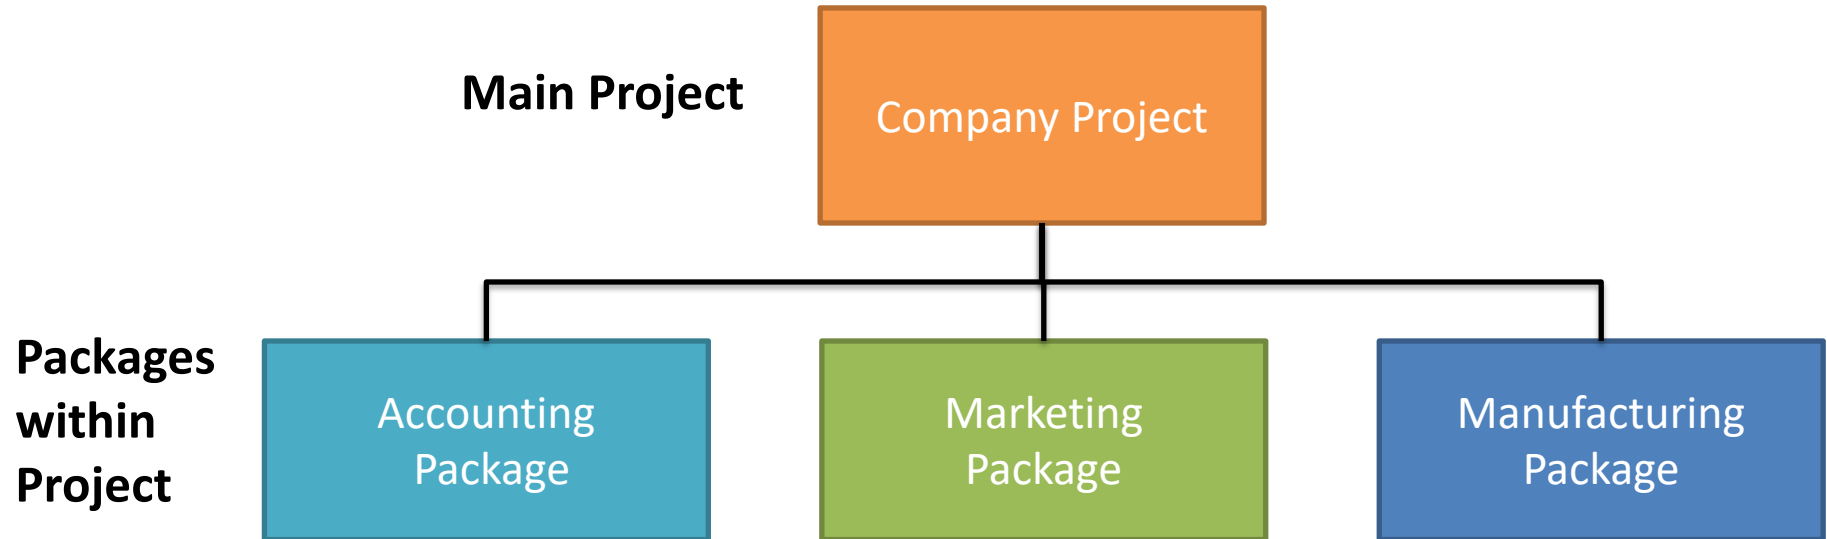 Main Project
Company Project
Packages
within
Project
Accounting
Package
Marketing
Package
Manufacturing
Package